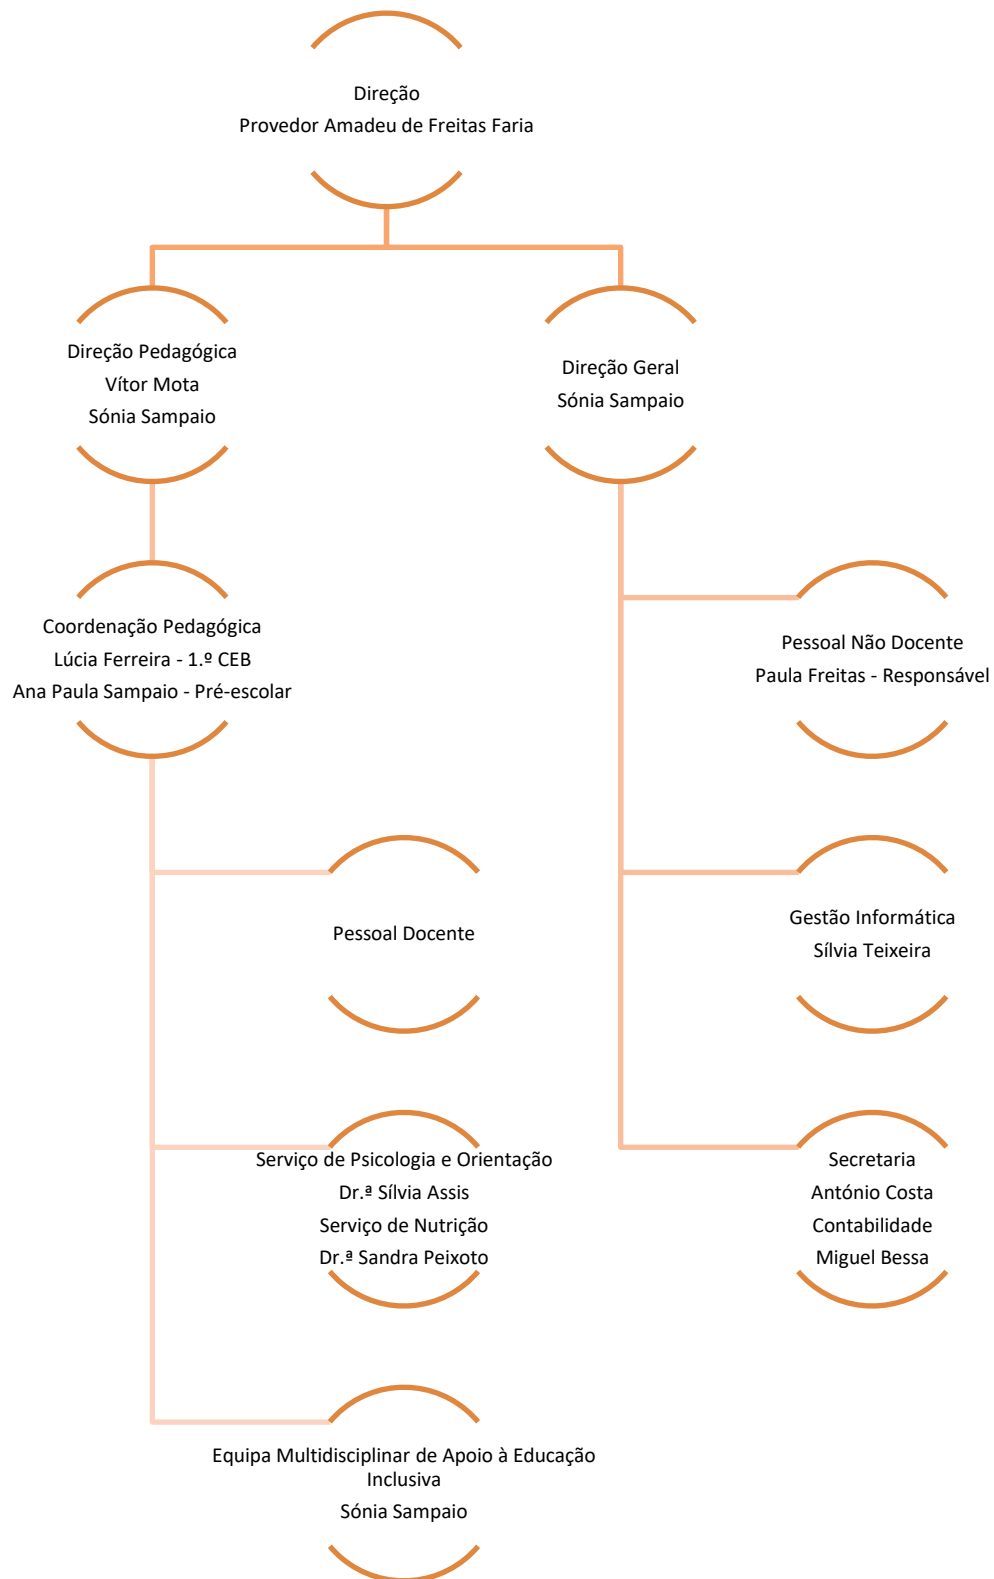 Direção
Provedor Amadeu de Freitas Faria
Direção Pedagógica
Vítor Mota
Sónia Sampaio
Direção Geral
Sónia Sampaio
Coordenação Pedagógica
Lúcia Ferreira - 1.º CEB
Ana Paula Sampaio - Pré-escolar
Pessoal Não Docente
Paula Freitas - Responsável
Pessoal Docente
Gestão Informática
Sílvia Teixeira
Serviço de Psicologia e Orientação
Dr.ª Sílvia Assis
Serviço de Nutrição
Dr.ª Sandra Peixoto
Secretaria
António Costa
Contabilidade
Miguel Bessa
Equipa Multidisciplinar de Apoio à Educação
Inclusiva
Sónia Sampaio